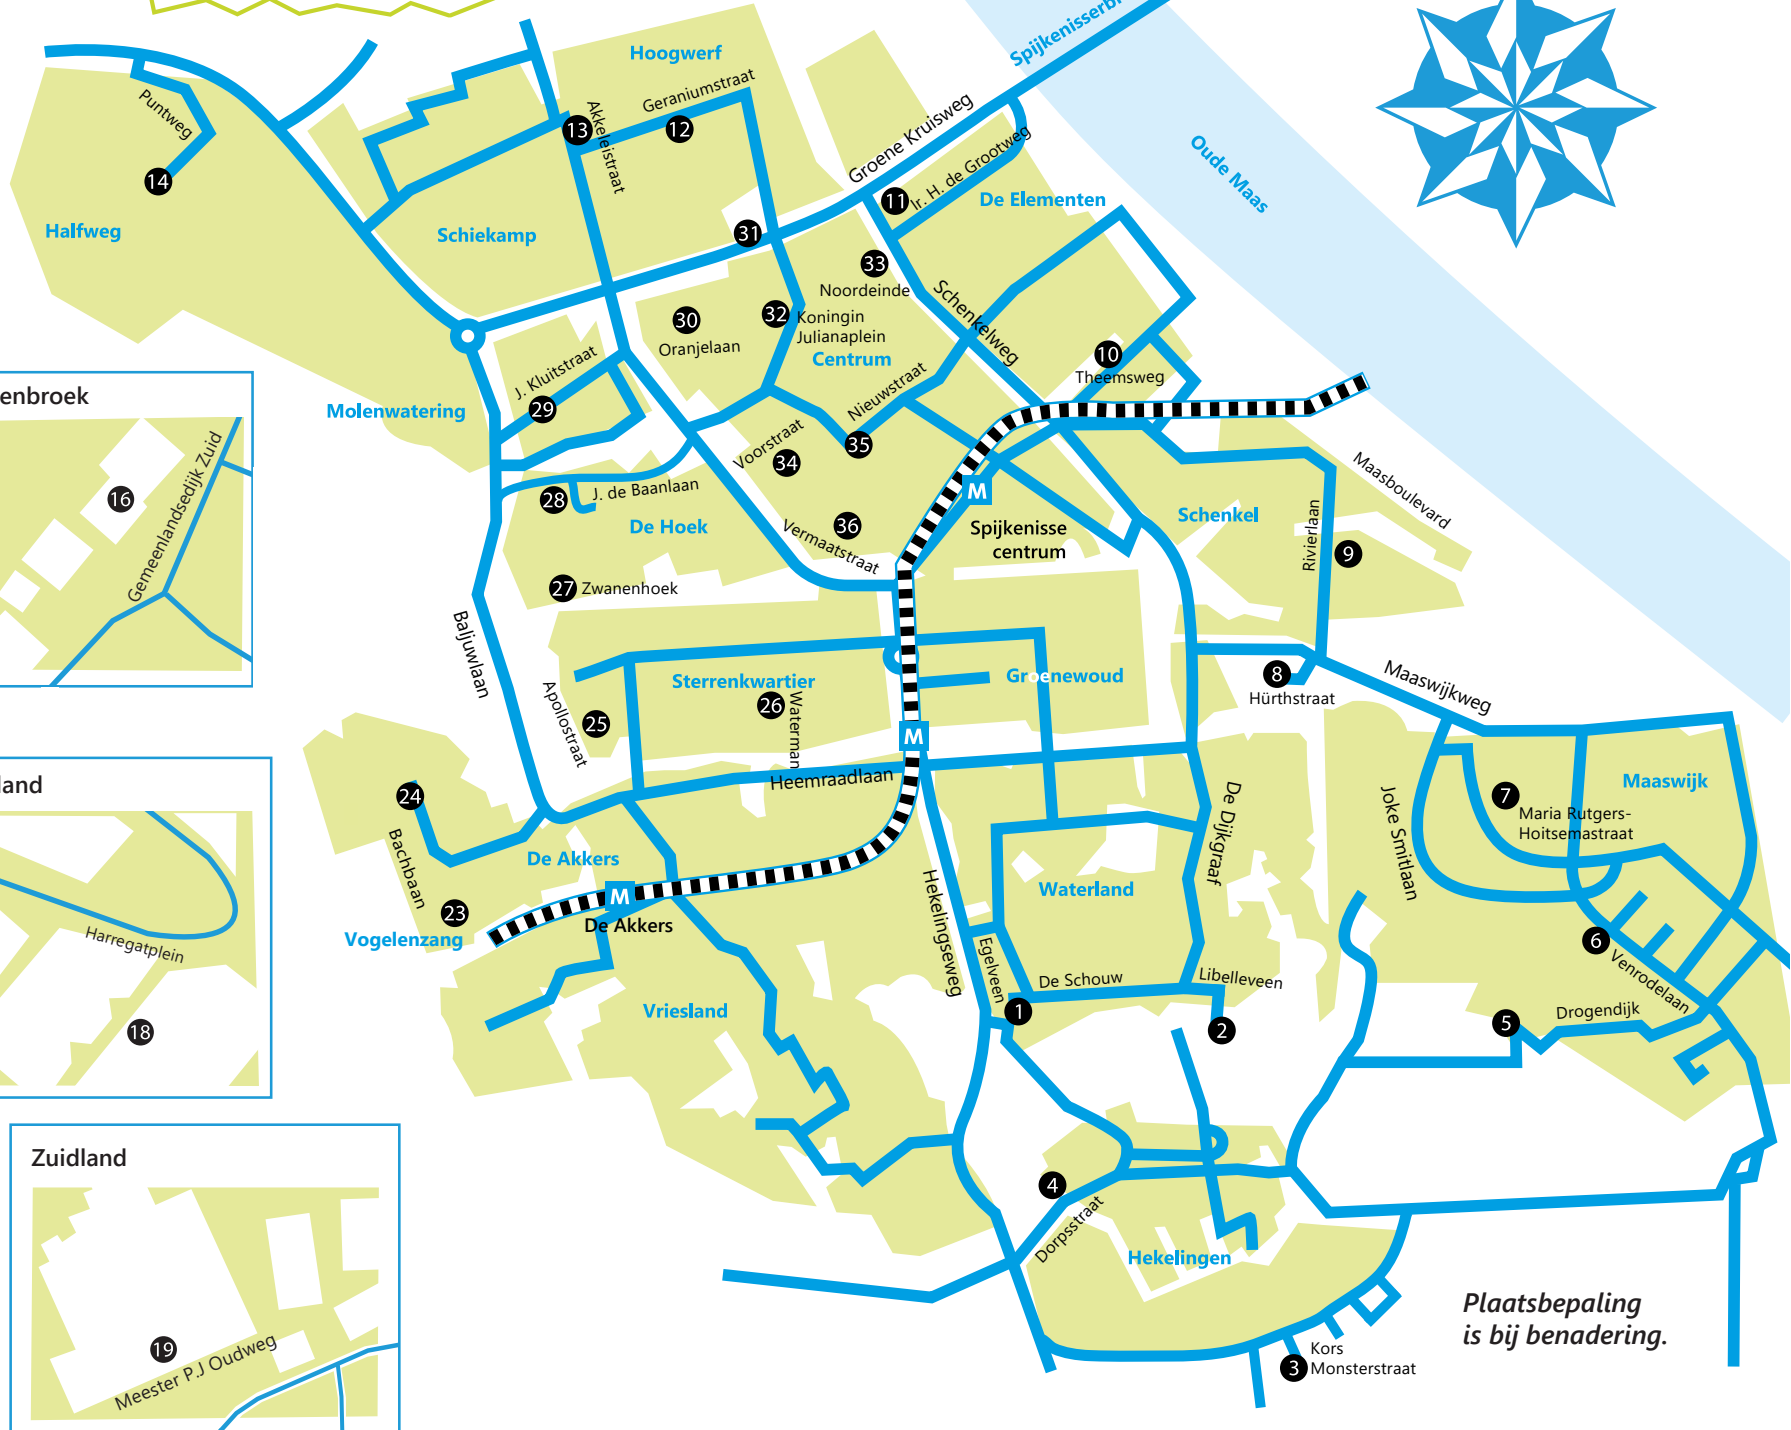 Hoogwerf
Spijkenisserbr
Geraniumstraat
Akkeleistraat
13
12
Puntweg
14
Groene Kruisweg
Ir. H. de Grootweg
11
Oude Maas
De Elementen
Halfweg
Schiekamp
31
33
Noordeinde
Schenkelweg
30
Oranjelaan
32
Koningin
Julianaplein
Centrum
10
Theemsweg
J. Kluitstraat
29
Molenwatering
Nieuwstraat
Voorstraat
35
34
enbroek
16
Gemeenlandsedijk Zuid
28
J. de Baanlaan
De Hoek
36
Vermaatstraat
M
Spijkenisse
centrum
Schenkel
Rivierlaan
Maasboulevard
9
27
Zwanenhoek
Baljuwlaan
Apollostraat
Sterrenkwartier
26
Waterman
25
Groenewoud
8
Hürthstraat
Maaswijkweg
M
Heemraadlaan
land
Harregatplein
18
24
Bachbaan
23
Vogelenzang
De Akkers
M
De Akkers
Hekelingseweg
De Dijkgraaf
Waterland
Joke Smitlaan
7
Maria Rutgers-
Hoitsemastraat
Maaswijk
6
Venrodelaan
Egelveen
De Schouw
Libelleveen
1
2
5
Drogendijk
Vriesland
4
Dorpsstraat
Hekelingen
Zuidland
19
Meester P.J Oudweg
3
Kors
Monsterstraat
Plaatsbepaling
is bij benadering.